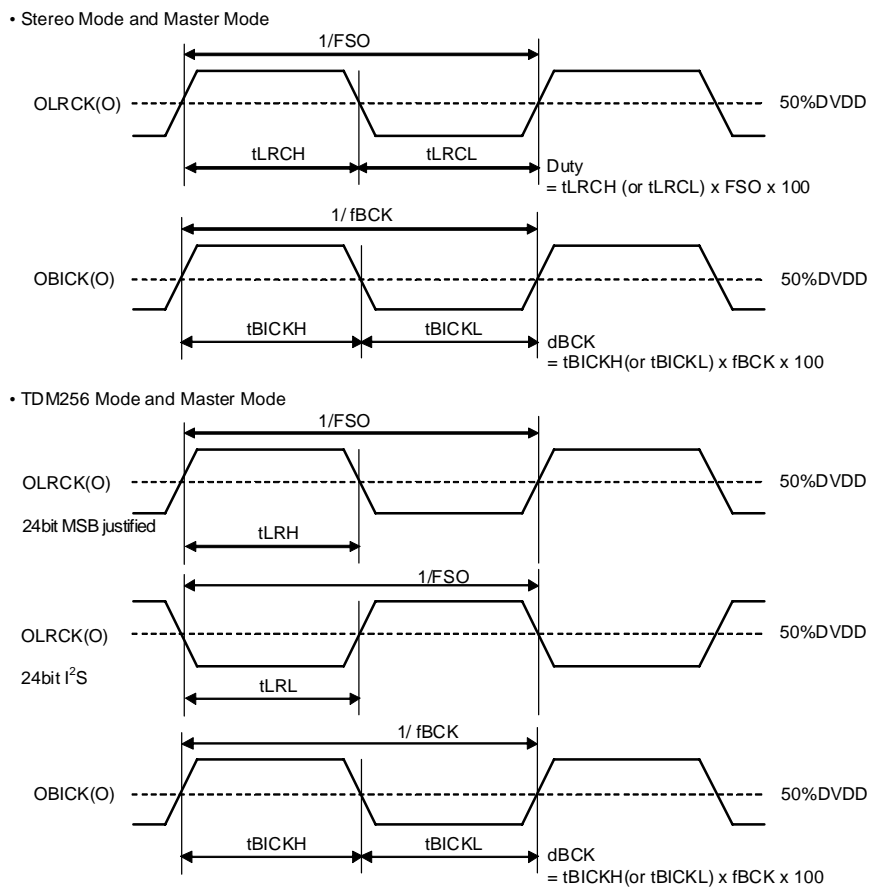 • Stereo Mode and Master Mode
1/FSO
OLRCK(O)
50%DVDD
tLRCH
tLRCL
Duty
= tLRCH (or tLRCL) x FSO x 100
1/ fBCK
OBICK(O)
50%DVDD
tBICKH
tBICKL
dBCK
= tBICKH(or tBICKL) x fBCK x 100
• TDM256 Mode and Master Mode
1/FSO
OLRCK(O)
50%DVDD
24bit MSB justified
tLRH
1/FSO
OLRCK(O)
50%DVDD
24bit I²S
tLRL
1/ fBCK
OBICK(O)
50%DVDD
tBICKH
tBICKL
dBCK
= tBICKH(or tBICKL) x fBCK x 100